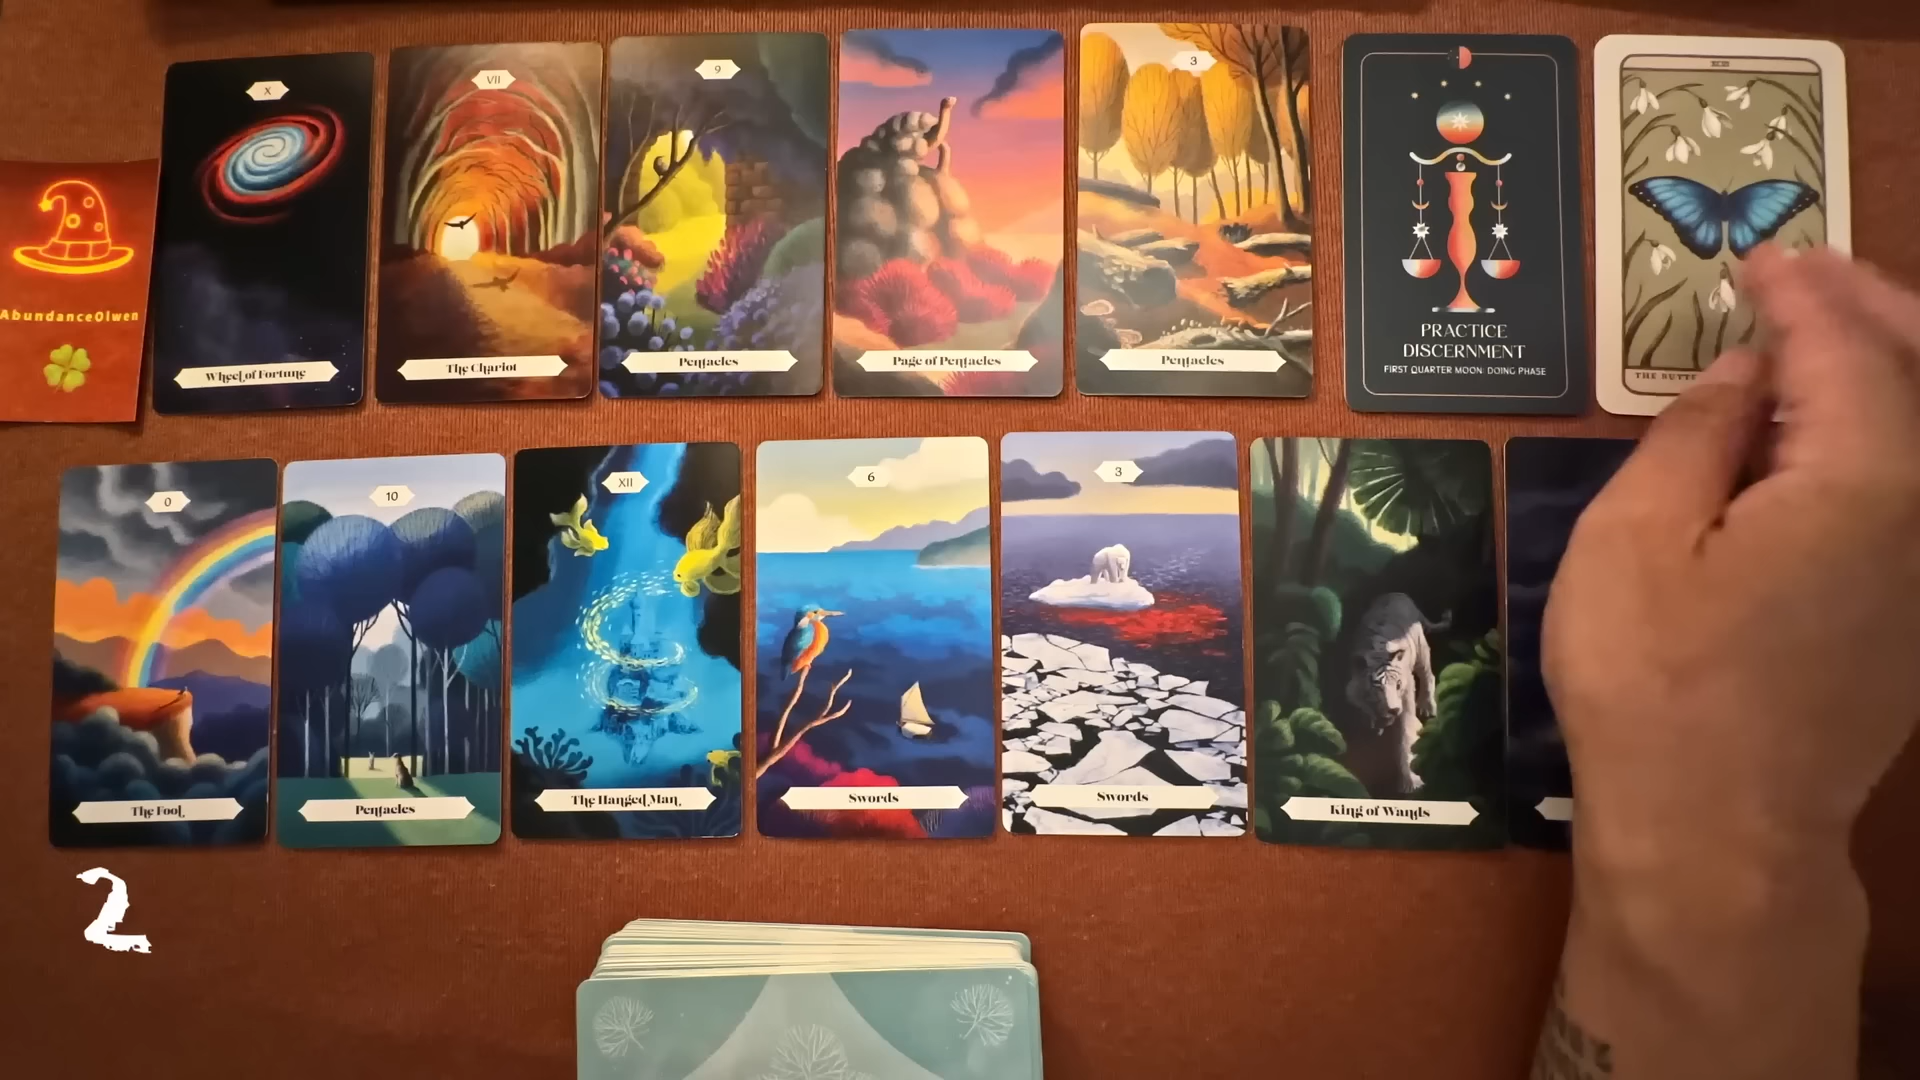 AbundanceOlwen
X
Wheel of Fortune
VII
The Chariot
9
Pentacles
Page of Pentacles
3
Pentacles
PRACTICE
DISCERNMENT
FIRST QUARTER MOON: DOING PHASE
THE
0
The Fool
10
Pentacles
XII
The Hanged Man
6
Swords
3
Swords
King of Wands
2